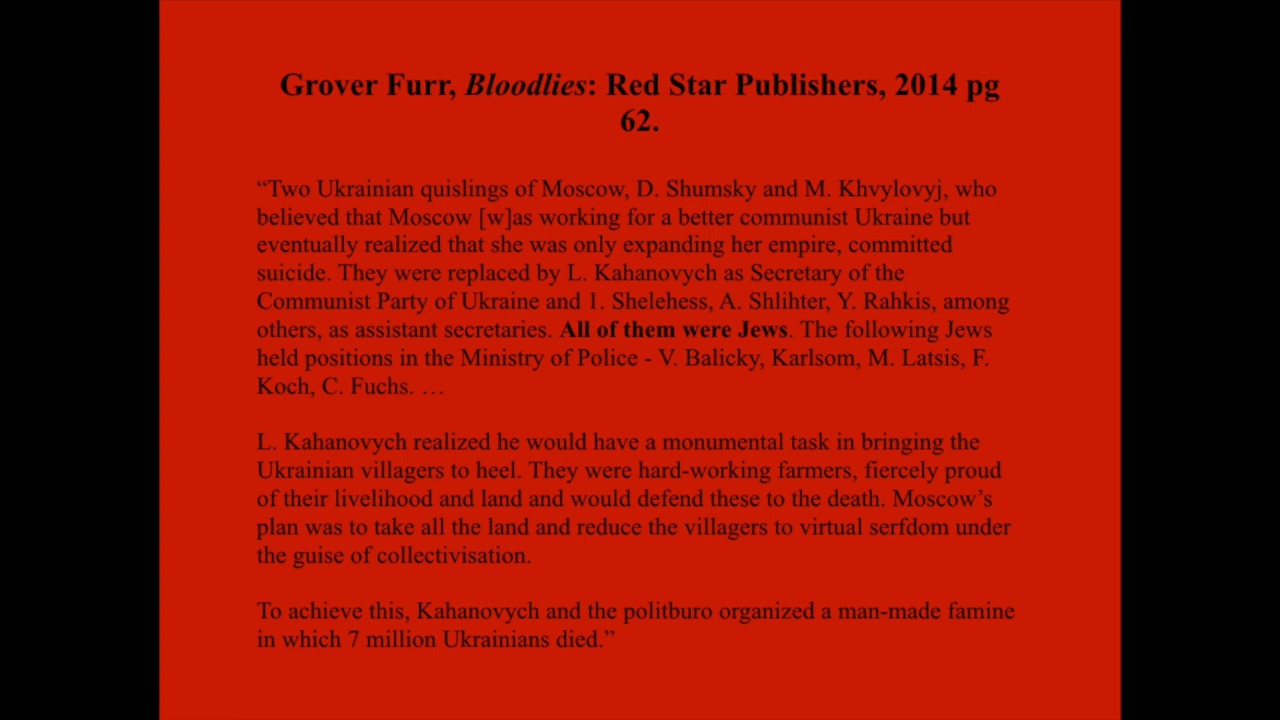 Grover Furr, Bloodlies: Red Star Publishers, 2014 pg
62.
“Two Ukrainian quislings of Moscow, D. Shumsky and M. Khvylovyj, who
believed that Moscow [w]as working for a better communist Ukraine but
eventually realized that she was only expanding her empire, committed
suicide. They were replaced by L. Kahanovych as Secretary of the
Communist Party of Ukraine and 1. Shelehess, A. Shlihter, Y. Rahkis, among
others, as assistant secretaries. All of them were Jews. The following Jews
held positions in the Ministry of Police - V. Balicky, Karlsom, M. Latsis, F.
Koch, C. Fuchs. …
L. Kahanovych realized he would have a monumental task in bringing the
Ukrainian villagers to heel. They were hard-working farmers, fiercely proud
of their livelihood and land and would defend these to the death. Moscow’s
plan was to take all the land and reduce the villagers to virtual serfdom under
the guise of collectivisation.
To achieve this, Kahanovych and the politburo organized a man-made famine
in which 7 million Ukrainians died.”